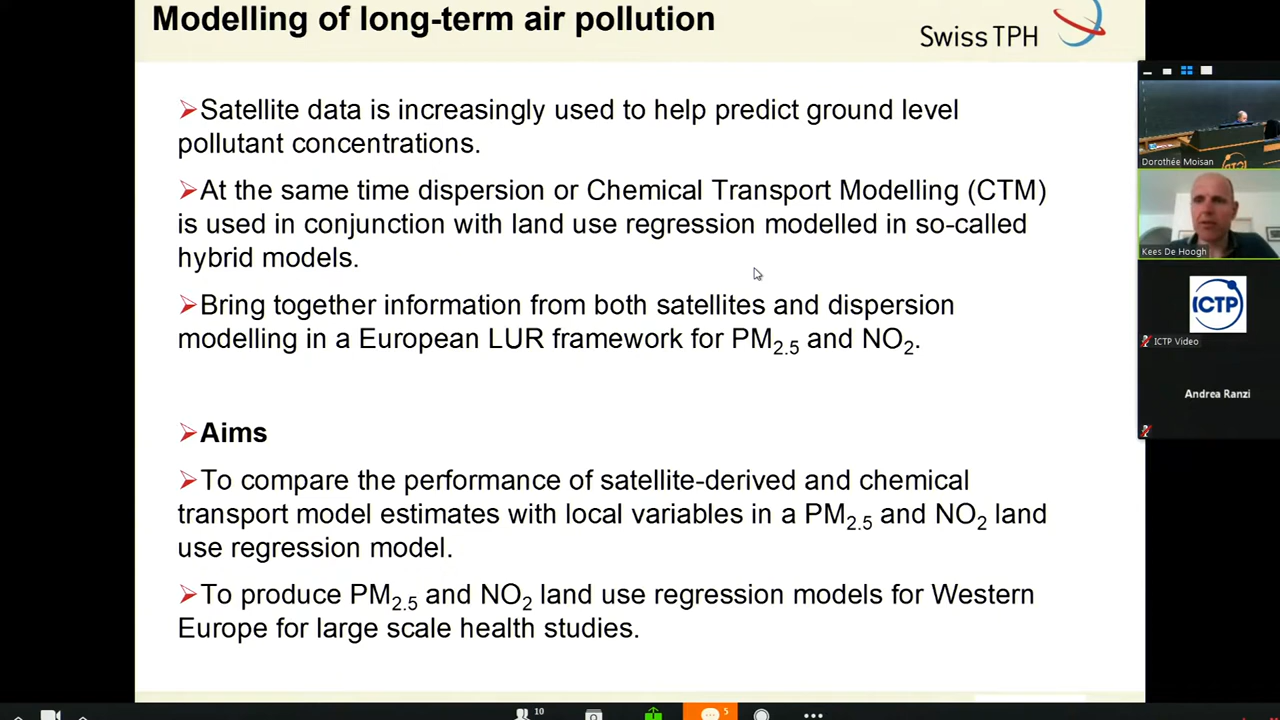 Modelling of long-term air pollution
Swiss TPH
➢Satellite data is increasingly used to help predict ground level
pollutant concentrations.
➢At the same time dispersion or Chemical Transport Modelling (CTM)
is used in conjunction with land use regression modelled in so-called
hybrid models.
➢Bring together information from both satellites and dispersion
modelling in a European LUR framework for PM2.5 and NO2.
➢Aims
➢To compare the performance of satellite-derived and chemical
transport model estimates with local variables in a PM2.5 and NO2 land
use regression model.
➢To produce PM2.5 and NO2 land use regression models for Western
Europe for large scale health studies.
Dorothée Moisan
Kees De Hoogh
ICTP
ICTP Video
Andrea Ranzi
10
5